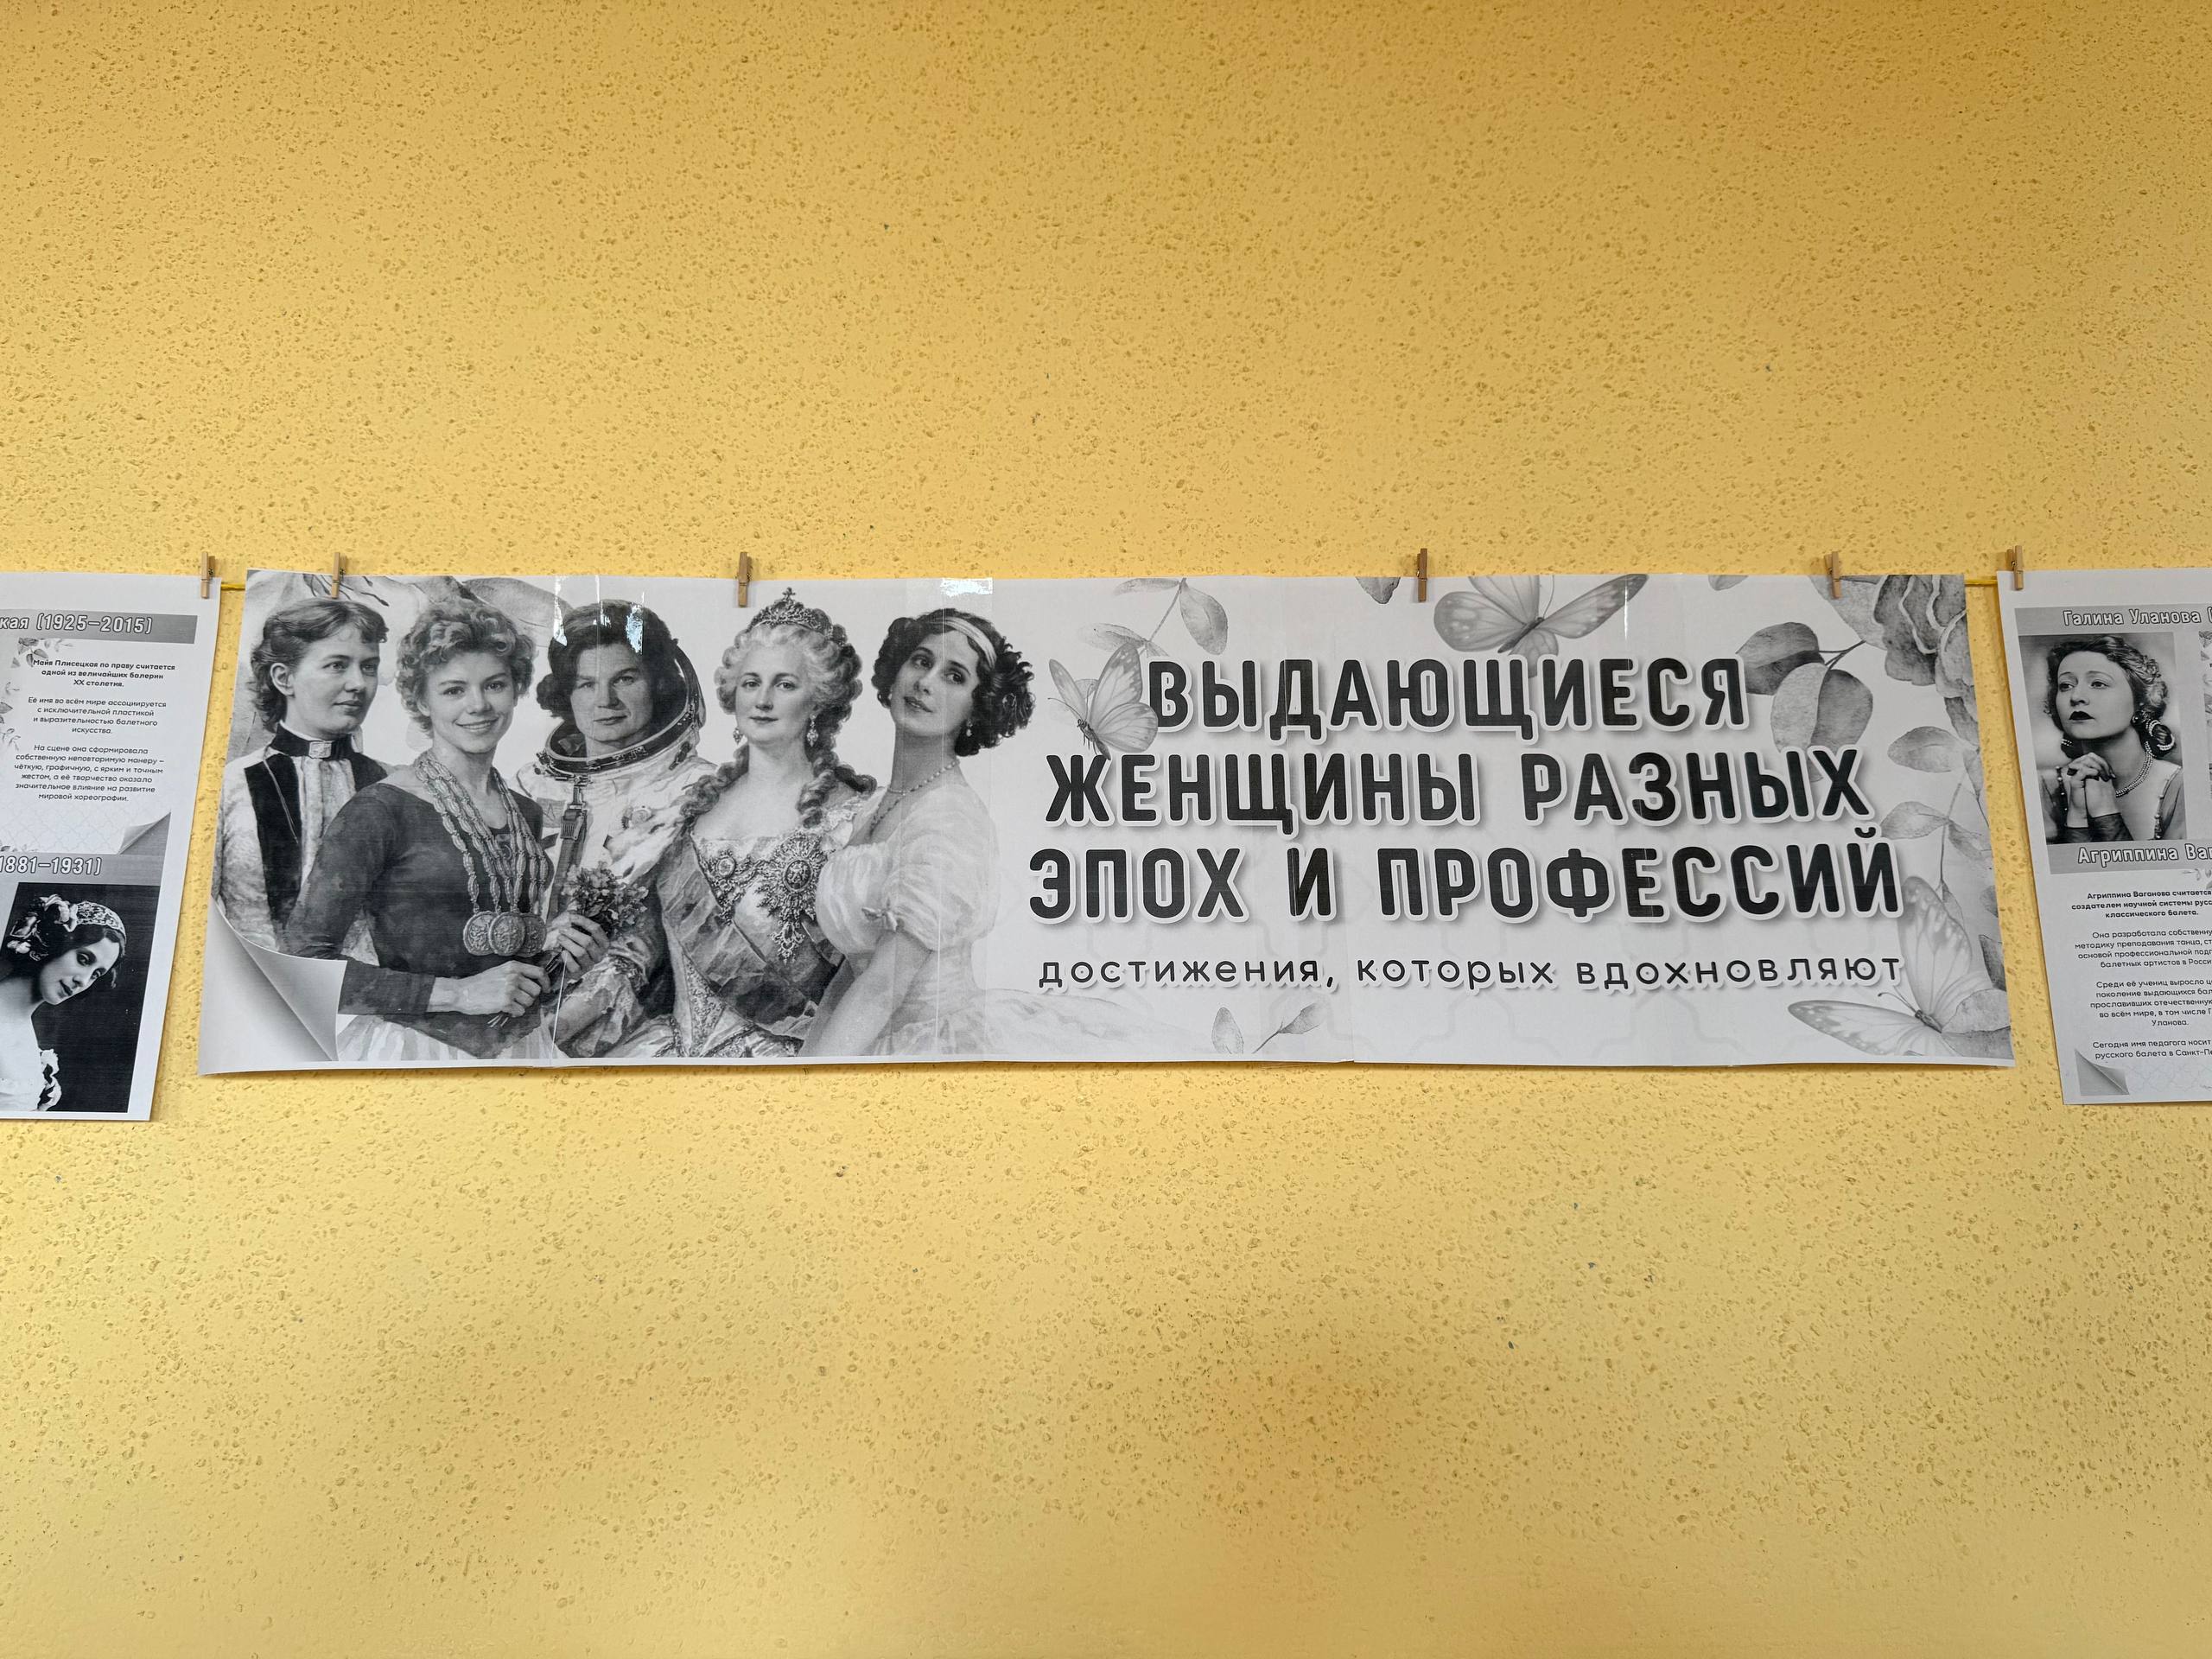 кая (1925–2015)
Майя Плисецкая по праву считается
одной из величайших балерин
XX столетия.
Её имя во всём мире ассоциируется
с исключительной пластикой
и выразительностью балетного
искусства.
На сцене она сформировала
собственную неповторимую манеру –
чёткую, графичную, с ярким и точным
жестом, а её творчество оказало
значительное влияние на развитие
мировой хореографии.
1881–1931)
ВЫДАЮЩИЕСЯ
ЖЕНЩИНЫ РАЗНЫХ
ЭПОХ И ПРОФЕССИЙ
достижения, которых вдохновляют
Галина Уланова (
Агриппина Ваг
Агриппина Ваганова считается
создателем научной системы русс
классического балета.
Она разработала собственну
методику преподавания танца, ст
основой профессиональной подг
балетных артистов в Росси
Среди её учениц выросло ц
поколение выдающихся бал
прославивших отечественную
во всём мире, в том числе Г
Уланова.
Сегодня имя педагога носит
русского балета в Санкт-Пе